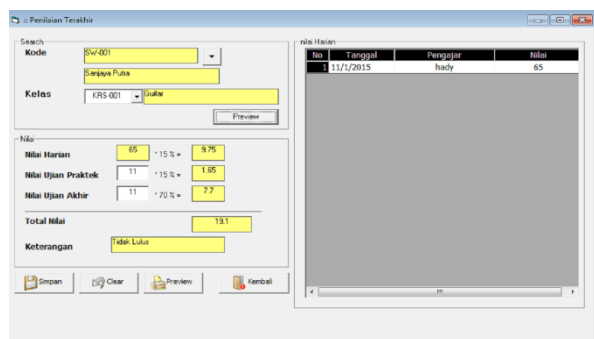 :: Penilaian Terakhir
Search
Kode SW-001
Sanjaya Putra
Kelas KRS-001 Guitar
Preview
Nilai
Nilai Harian 65 * 15 % = 9.75
Nilai Ujian Praktek 11 * 15 % = 1.65
Nilai Ujian Akhir 11 * 70 % = 7.7
Total Nilai 19.1
Keterangan Tidak Lulus
Simpan Clear Preview Kembali
nilai Harian
No Tanggal Pengajar Nilai
1 11/1/2015 hady 65